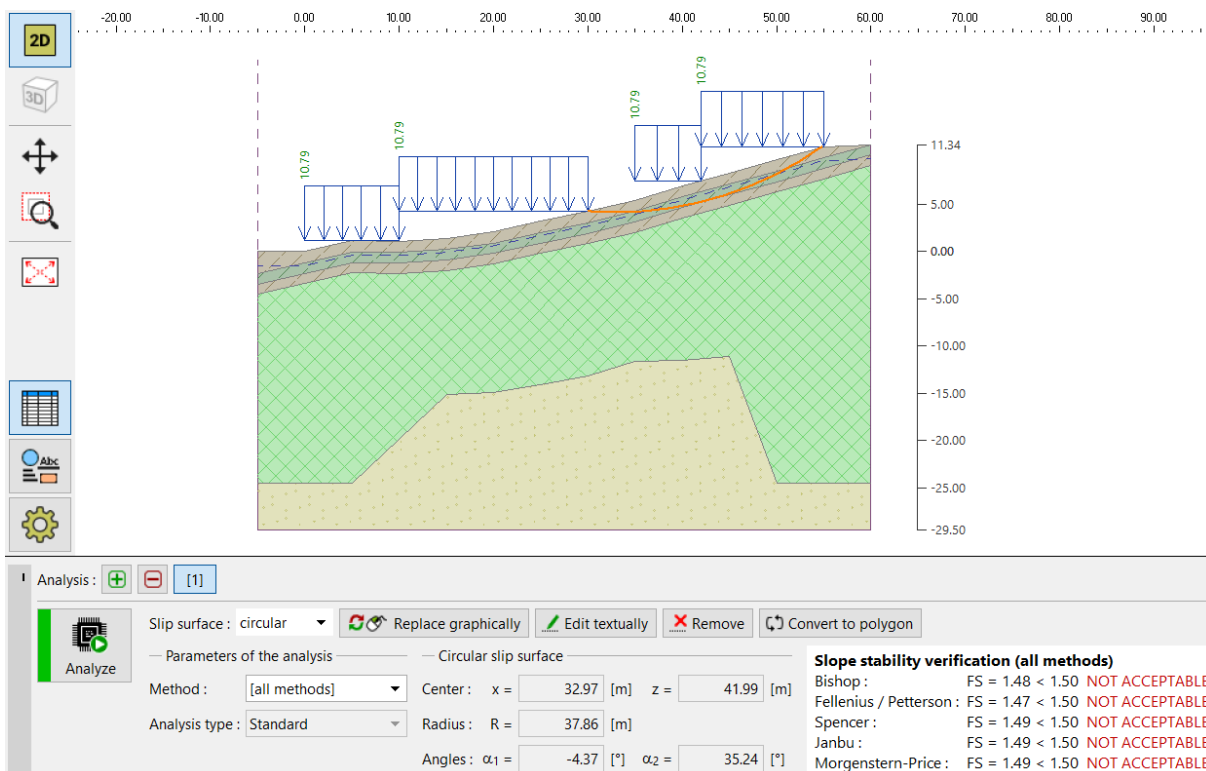 -20.00 -10.00 0.00 10.00 20.00 30.00 40.00 50.00 60.00 70.00 80.00 90.00
2D
3D
10.79
10.79
10.79
10.79
11.34
5.00
0.00
-5.00
-10.00
-15.00
-20.00
-25.00
-29.50
Abc
Analysis : [1]
Analyze
Slip surface : circular Replace graphically Edit textually Remove Convert to polygon
Parameters of the analysis
Method : [all methods]
Analysis type : Standard
Circular slip surface
Center : x = 32.97 [m] z = 41.99 [m]
Radius : R = 37.86 [m]
Angles : α1 = -4.37 [°] α2 = 35.24 [°]
Slope stability verification (all methods)
Bishop : FS = 1.48 < 1.50 NOT ACCEPTABLE
Fellenius / Petterson : FS = 1.47 < 1.50 NOT ACCEPTABLE
Spencer : FS = 1.49 < 1.50 NOT ACCEPTABLE
Janbu : FS = 1.49 < 1.50 NOT ACCEPTABLE
Morgenstern-Price : FS = 1.49 < 1.50 NOT ACCEPTABLE